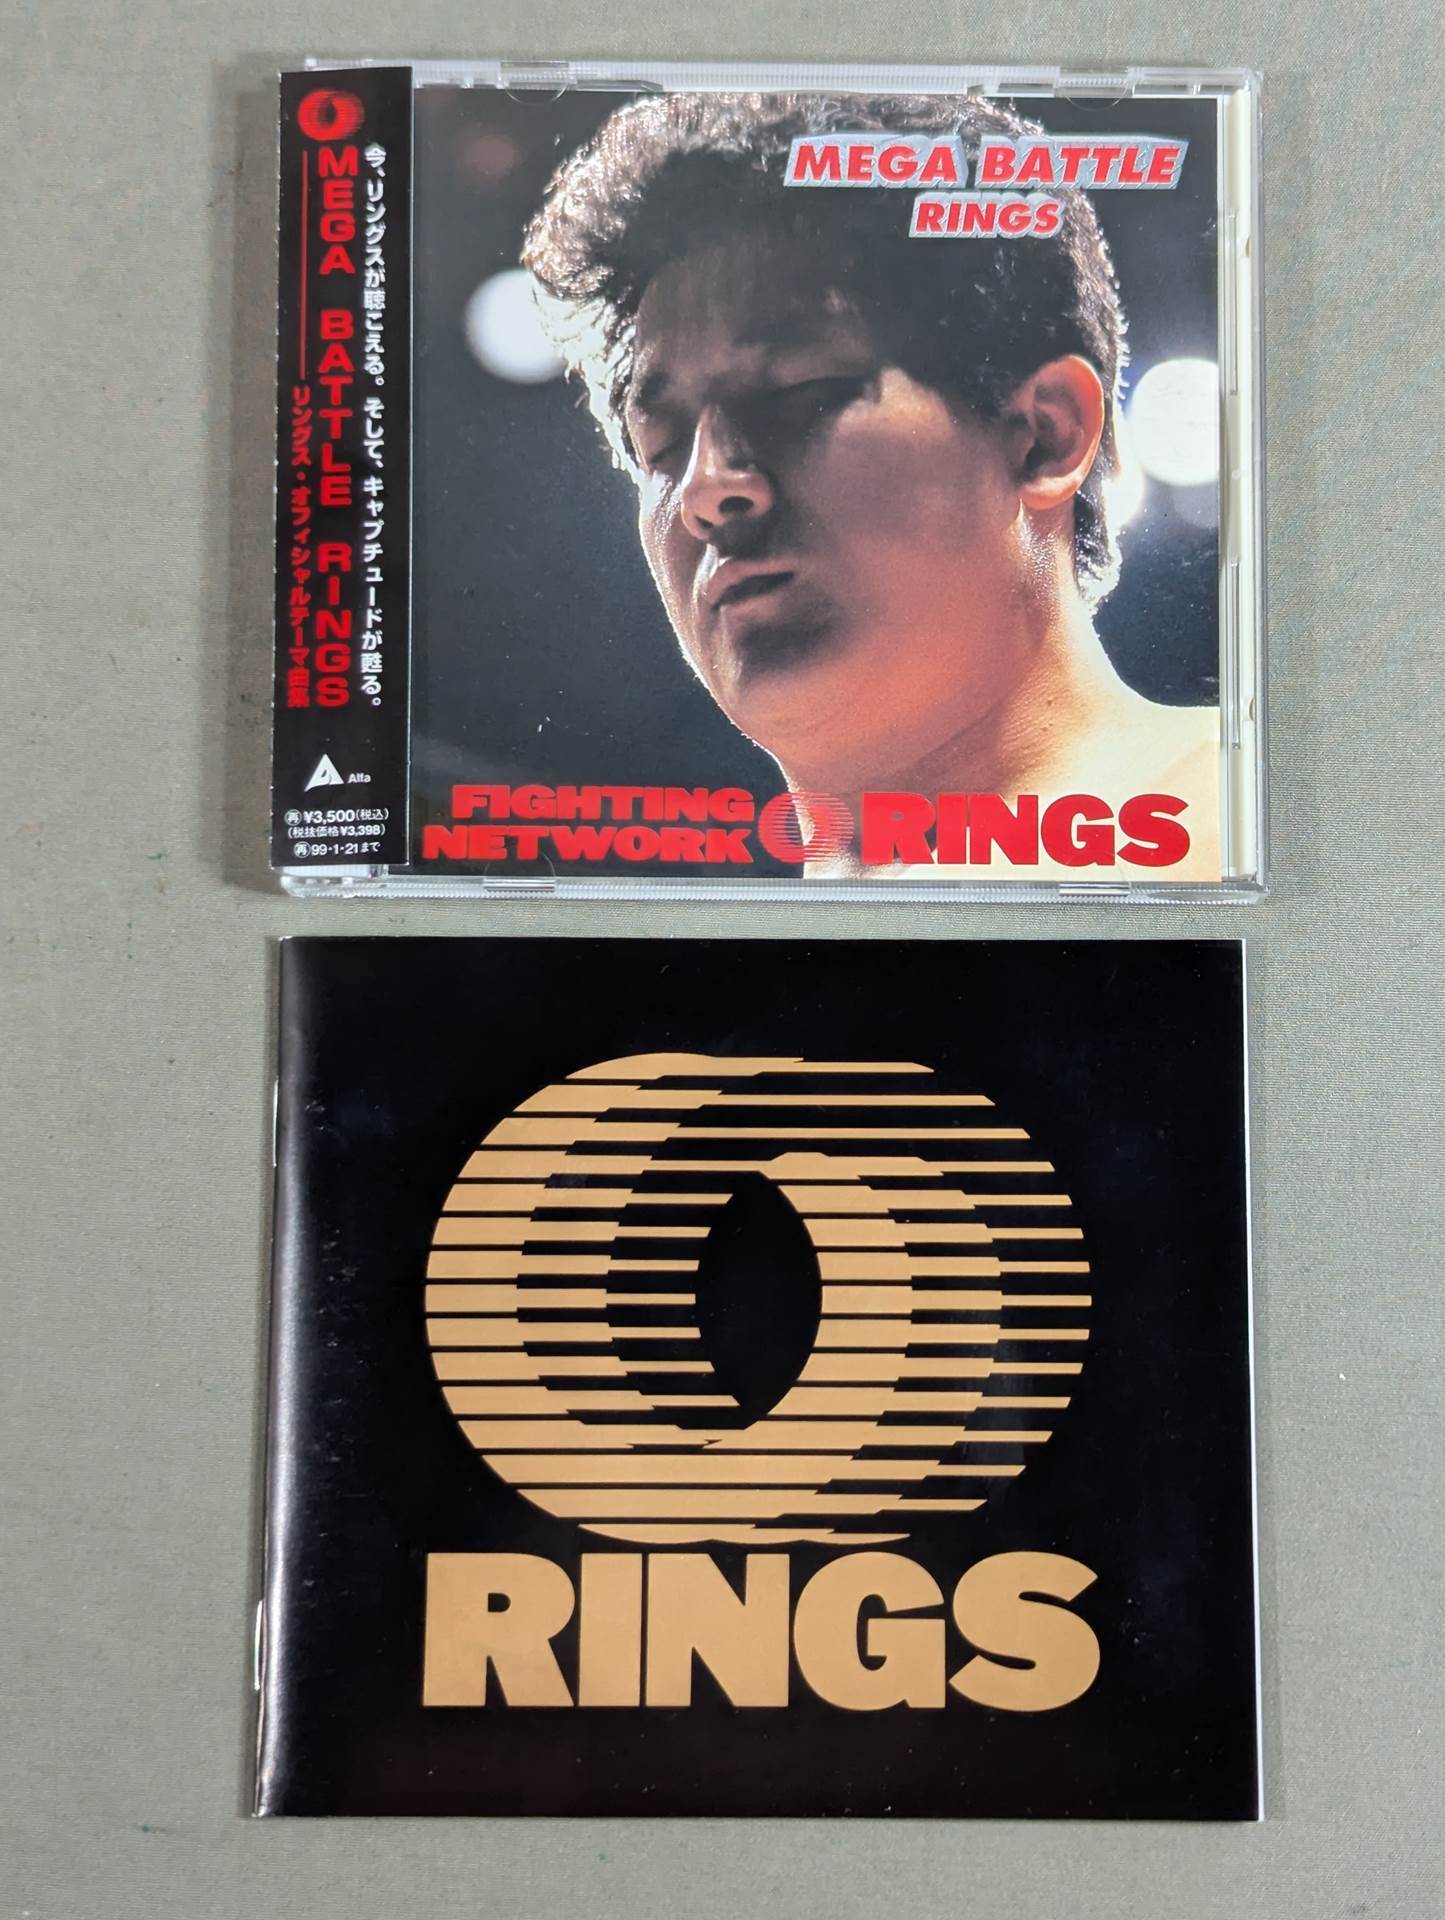 MEGA BATTLE RINGS
リングス・オフィシャルテーマ曲集
今、リングスが聴こえる。そして、キャプチュードが甦る。
Alfa
再 ¥3,500(税込)
(税抜価格¥3,398)
再 99・1・21まで
MEGA BATTLE
RINGS
FIGHTING
NETWORK
RINGS
RINGS